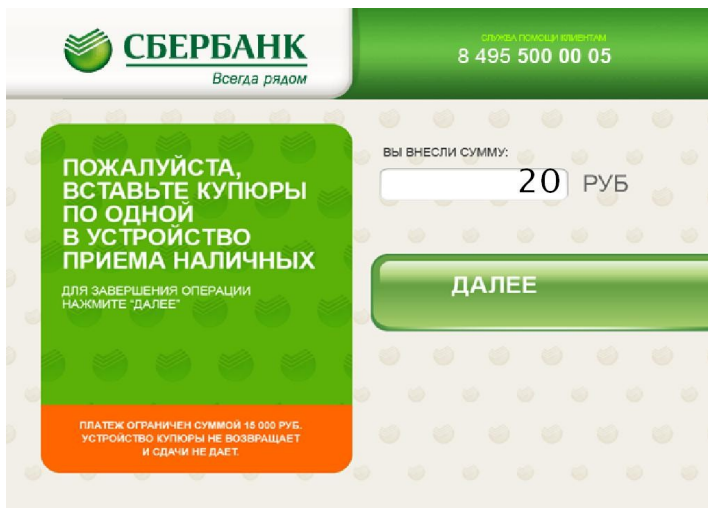 СБЕРБАНК
Всегда рядом
СЛУЖБА ПОМОЩИ КЛИЕНТАМ
8 495 500 00 05
ПОЖАЛУЙСТА,
ВСТАВЬТЕ КУПЮРЫ
ПО ОДНОЙ
В УСТРОЙСТВО
ПРИЕМА НАЛИЧНЫХ
ДЛЯ ЗАВЕРШЕНИЯ ОПЕРАЦИИ
НАЖМИТЕ "ДАЛЕЕ"
ПЛАТЕЖ ОГРАНИЧЕН СУММОЙ 15 000 РУБ.
УСТРОЙСТВО КУПЮРЫ НЕ ВОЗВРАЩАЕТ
И СДАЧИ НЕ ДАЕТ.
ВЫ ВНЕСЛИ СУММУ:
20 РУБ
ДАЛЕЕ